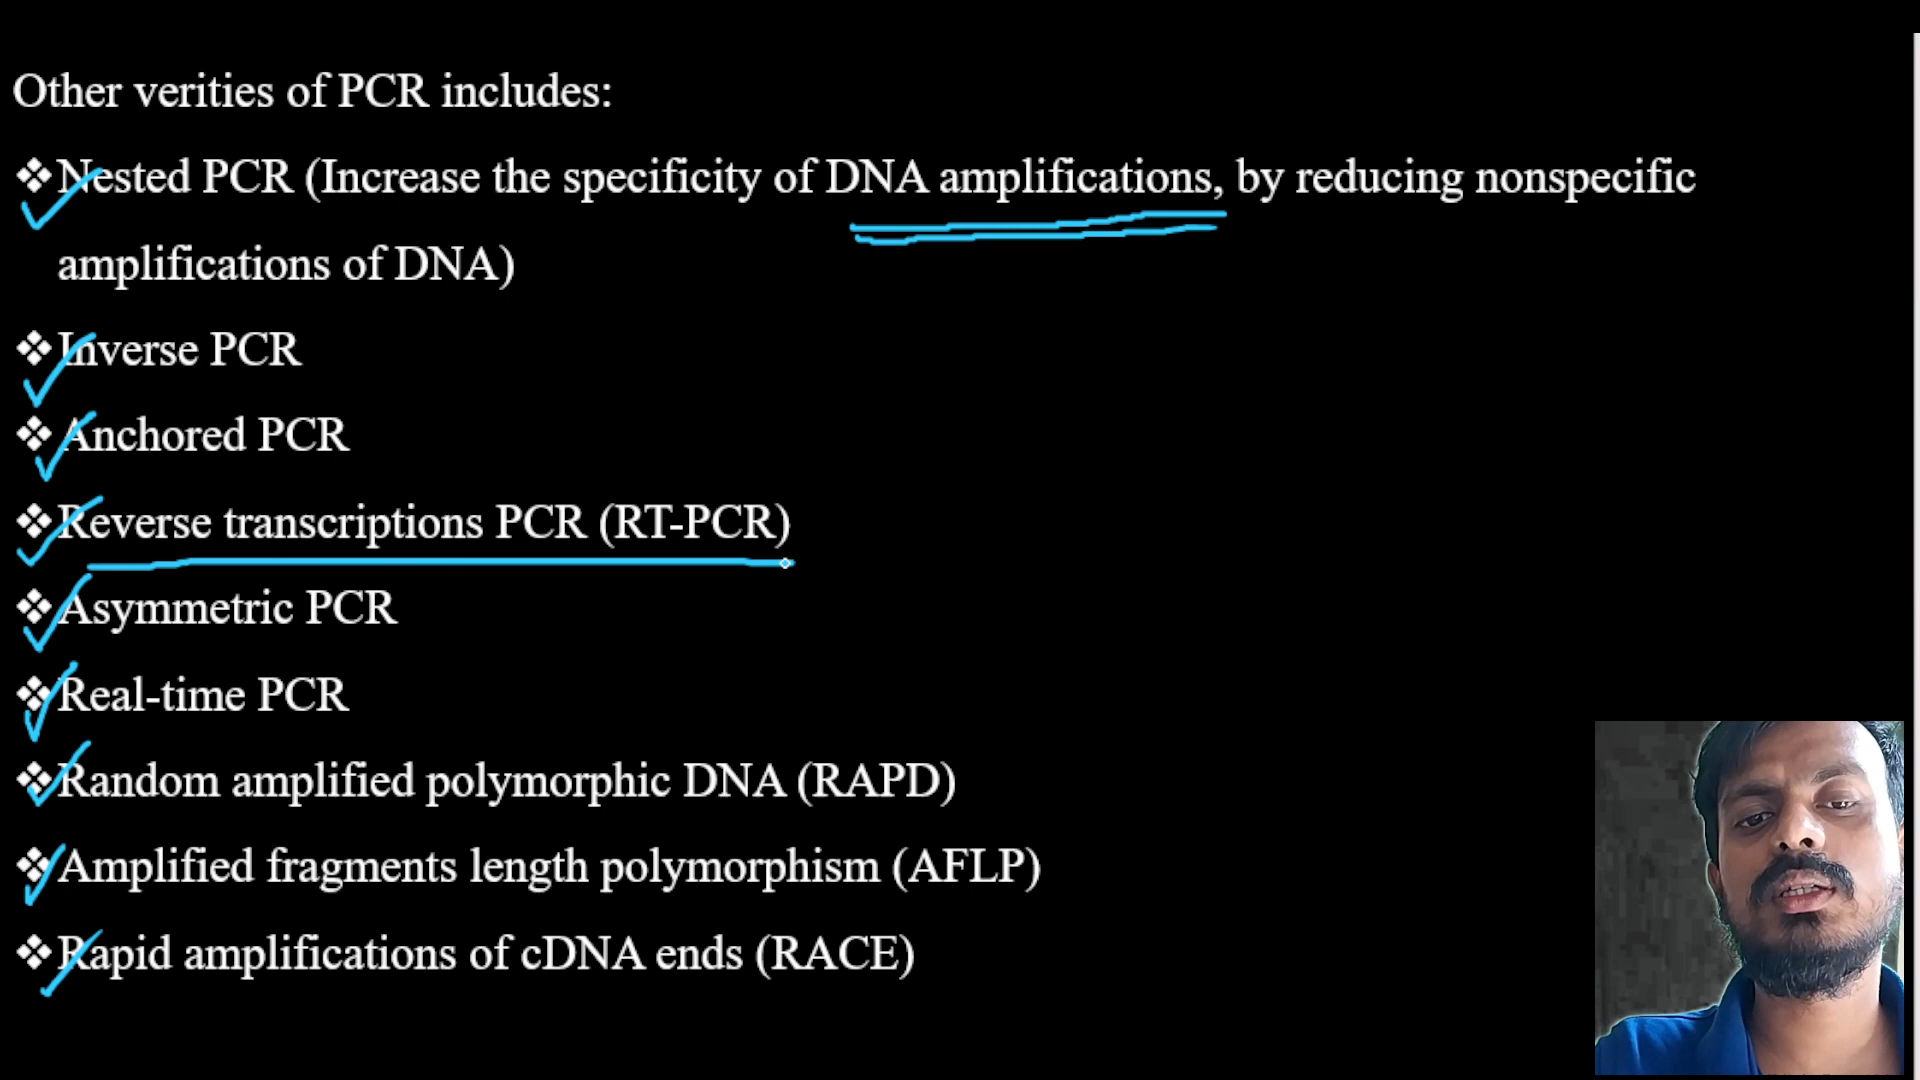 Other verities of PCR includes:
❖Nested PCR (Increase the specificity of DNA amplifications, by reducing nonspecific
amplifications of DNA)
❖Inverse PCR
❖Anchored PCR
❖Reverse transcriptions PCR (RT-PCR)
❖Asymmetric PCR
❖Real-time PCR
❖Random amplified polymorphic DNA (RAPD)
❖Amplified fragments length polymorphism (AFLP)
❖Rapid amplifications of cDNA ends (RACE)